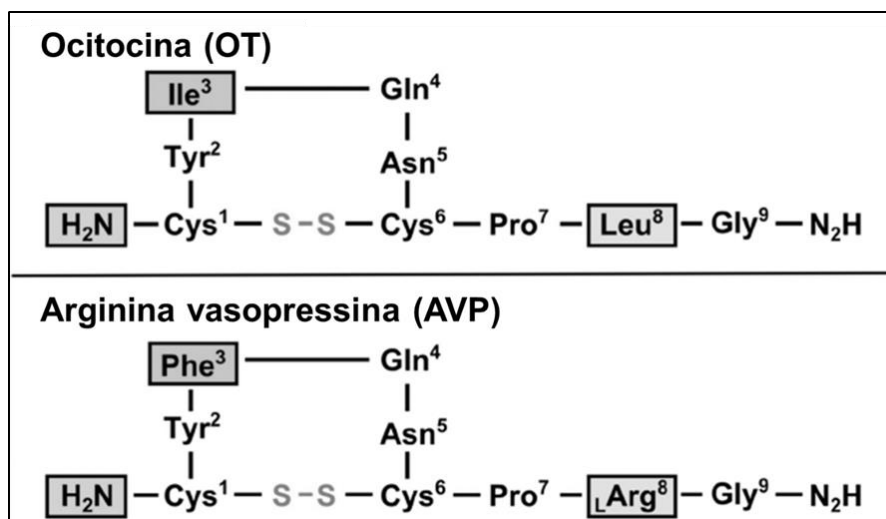 Ocitocina (OT)
Ile³ Gln⁴
Tyr² Asn⁵
H₂N – Cys¹ – S-S – Cys⁶ – Pro⁷ – Leu⁸ – Gly⁹ – N₂H
Arginina vasopressina (AVP)
Phe³ Gln⁴
Tyr² Asn⁵
H₂N – Cys¹ – S-S – Cys⁶ – Pro⁷ – LArg⁸ – Gly⁹ – N₂H